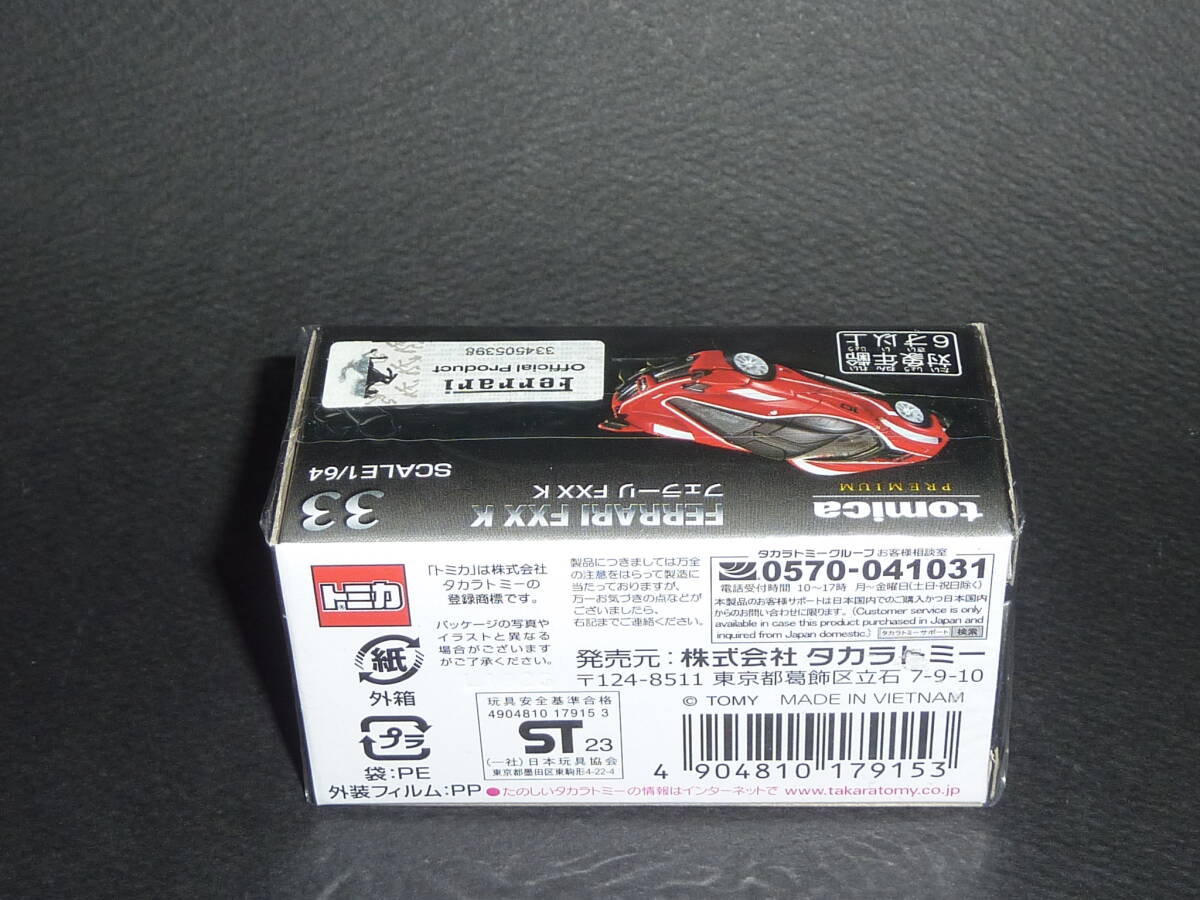 334505398
Official Product
Ferrari
対象年齢
たいしょうねんれい
6才以上
さいいじょう
SCALE1/64
33
FERRARI FXX K
フェラーリ FXX K
tomica
PREMIUM
トミカ
「トミカ」は株式会社
タカラトミーの
登録商標です。
パッケージの写真や
イラストと異なる
場合がございます
がご了承ください。
紙
外箱
プラ
袋:PE
外装フィルム:PP
製品につきましては万全
の注意をはらって製造に
当たっておりますが、
万一お気づきの点などが
ございましたら、
右記までご連絡ください。
タカラトミーグループ お客様相談室
0570-041031
電話受付時間 10〜17時 月〜金曜日(土日・祝日除く)
本製品のお客様サポートは日本国内でのご購入かつ日本国内
からのお問い合わせに限ります。(Customer service is only
available in case this product purchased in Japan and
inquired from Japan domestic.) タカラトミーサポート 検索
発売元:株式会社 タカラトミー
〒124-8511 東京都葛飾区立石 7-9-10
玩具安全基準合格
4904810 17915 3
ST 23
(一社)日本玩具協会
東京都墨田区東駒形4-22-4
© TOMY MADE IN VIETNAM
4 904810 179153
●たのしいタカラトミーの情報はインターネットで www.takaratomy.co.jp